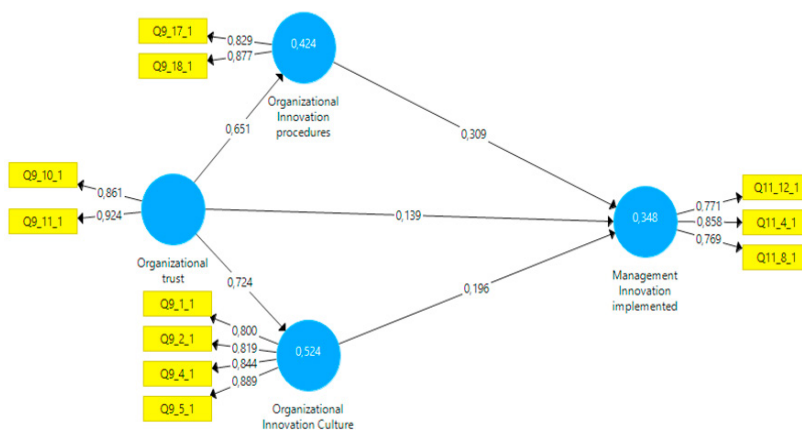 Q9_17_1
0,829
0,424
Q9_18_1
0,877
Organizational
Innovation
procedures
0,651
0,309
Q9_10_1
0,861
Q11_12_1
0,771
Q9_11_1
0,924
0,139
0,348
0,858
Q11_4_1
0,769
Q11_8_1
Organizational
trust
Management
Innovation
implemented
0,724
0,196
Q9_1_1
0,800
Q9_2_1
0,819
0,524
Q9_4_1
0,844
Q9_5_1
0,889
Organizational
Innovation Culture